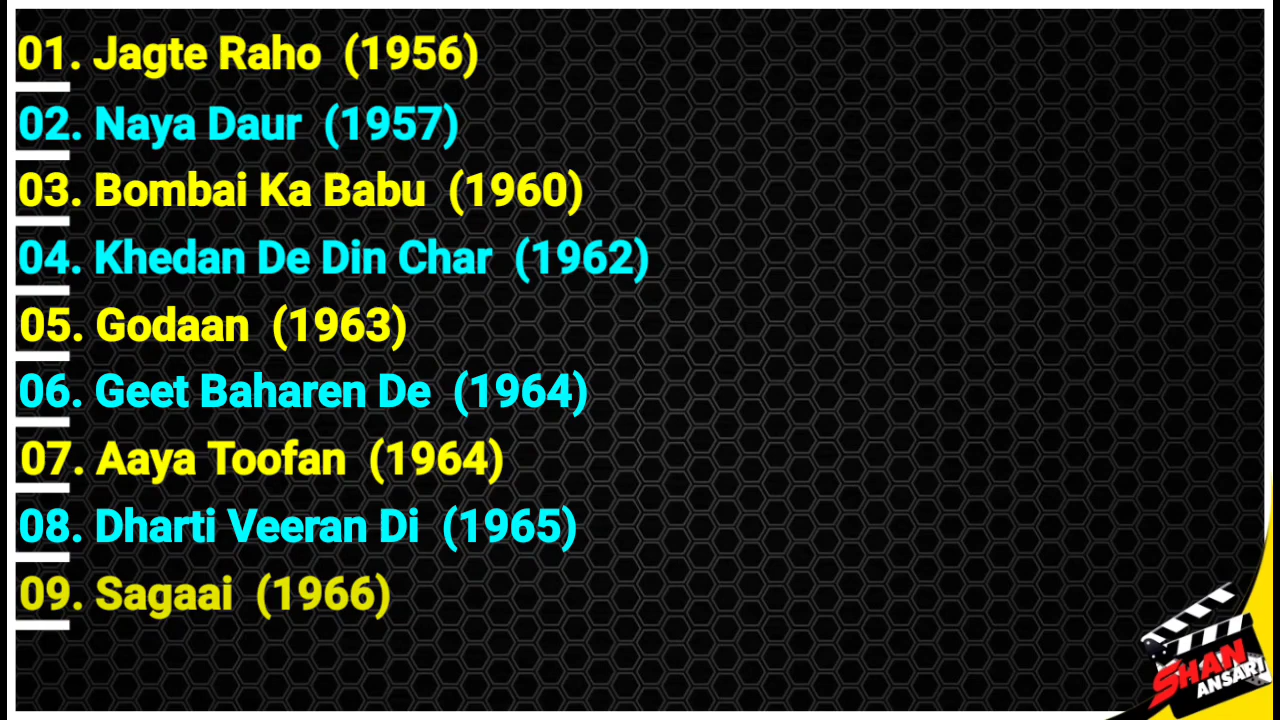 01. Jagte Raho (1956)
02. Naya Daur (1957)
03. Bombai Ka Babu (1960)
04. Khedan De Din Char (1962)
05. Godaan (1963)
06. Geet Baharen De (1964)
07. Aaya Toofan (1964)
08. Dharti Veeran Di (1965)
09. Sagaai (1966)
SHAN
ANSARI